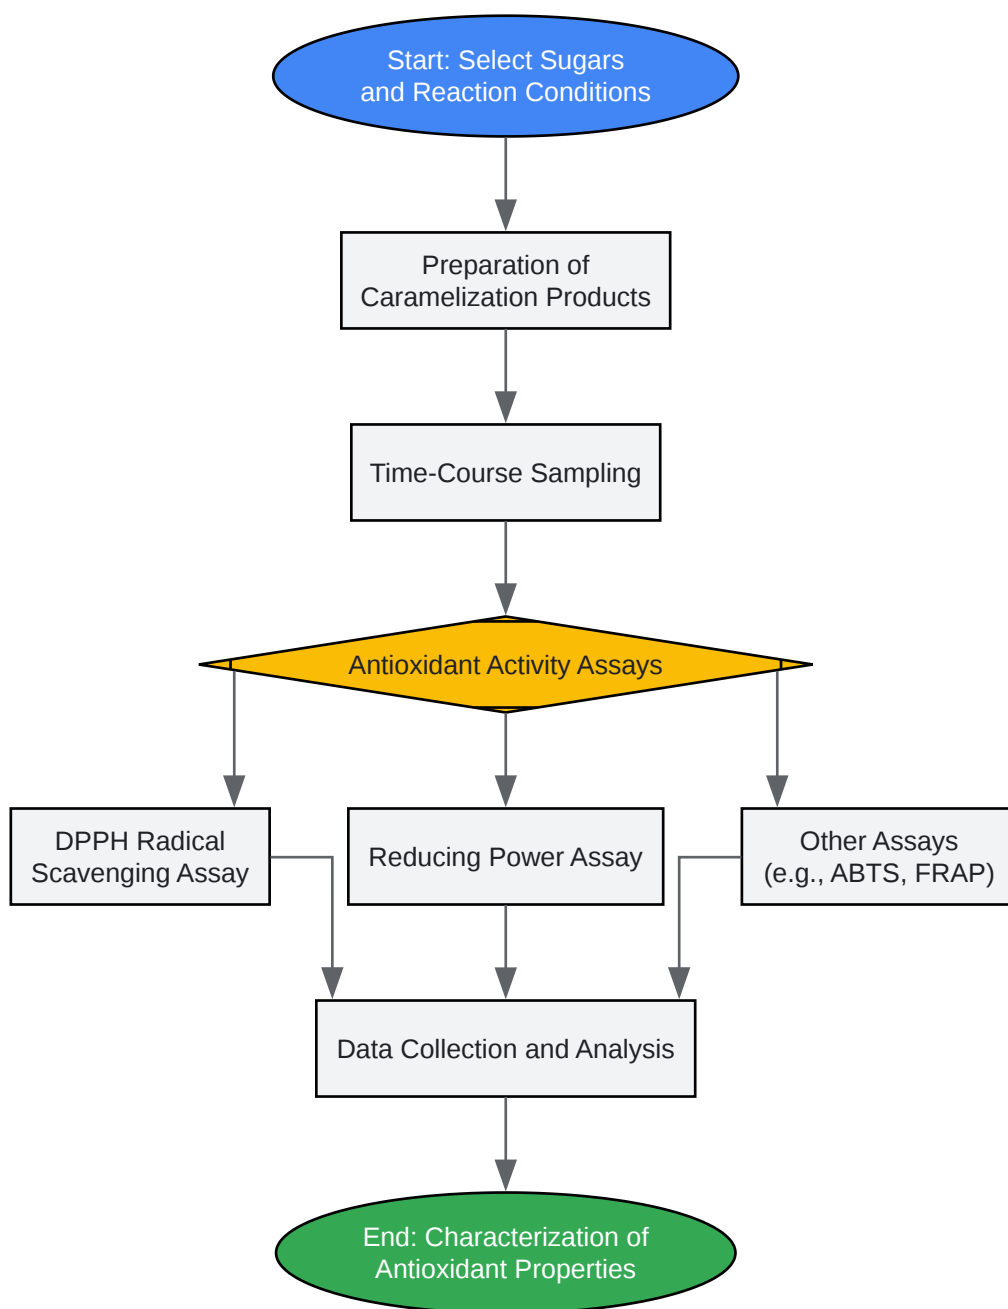 Start: Select Sugars
and Reaction Conditions
Preparation of
Caramelization Products
Time-Course Sampling
Antioxidant Activity Assays
DPPH Radical
Scavenging Assay
Reducing Power Assay
Other Assays
(e.g., ABTS, FRAP)
Data Collection and Analysis
End: Characterization of
Antioxidant Properties